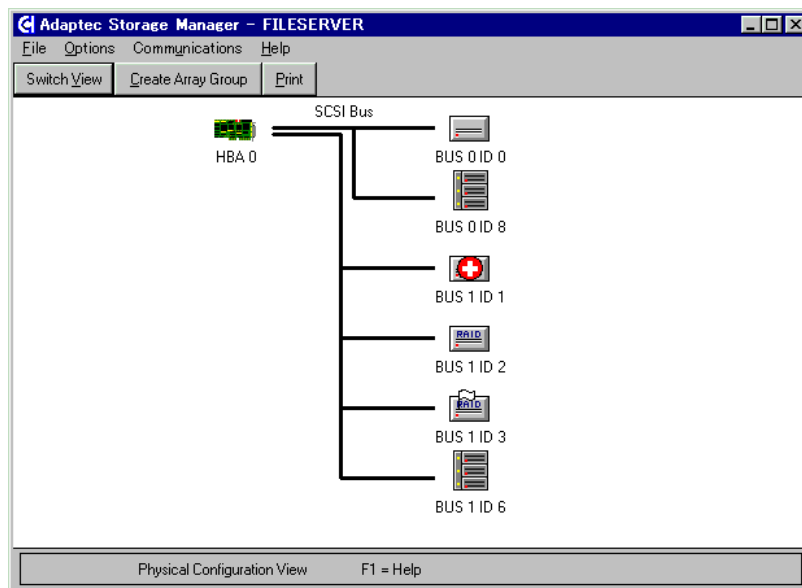 Adaptec Storage Manager - FILESERVER
File Options Communications Help
Switch View Create Array Group Print
SCSI Bus
HBA 0
BUS 0 ID 0
BUS 0 ID 8
BUS 1 ID 1
RAID
BUS 1 ID 2
RAID
BUS 1 ID 3
BUS 1 ID 6
Physical Configuration View F1 = Help